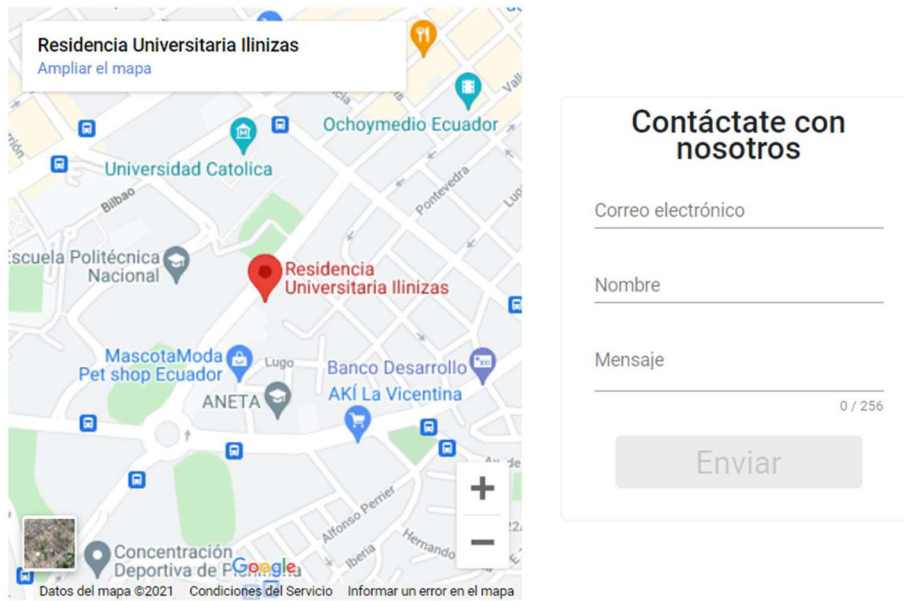 Residencia Universitaria Ilinizas
Ampliar el mapa
Ochoymedio Ecuador
Universidad Catolica
Bilbao
Pontevedra
Escuela Politécnica
Nacional
Residencia
Universitaria Ilinizas
MascotaModa
Pet shop Ecuador
Lugo
Banco Desarrollo
ANETA
AKÍ La Vicentina
Alfonso Perrier
Iberia
Hernando
Concentración
Deportiva de Pichincha
Google
Datos del mapa ©2021 Condiciones del Servicio Informar un error en el mapa
Contáctate con
nosotros
Correo electrónico
Nombre
Mensaje
0 / 256
Enviar